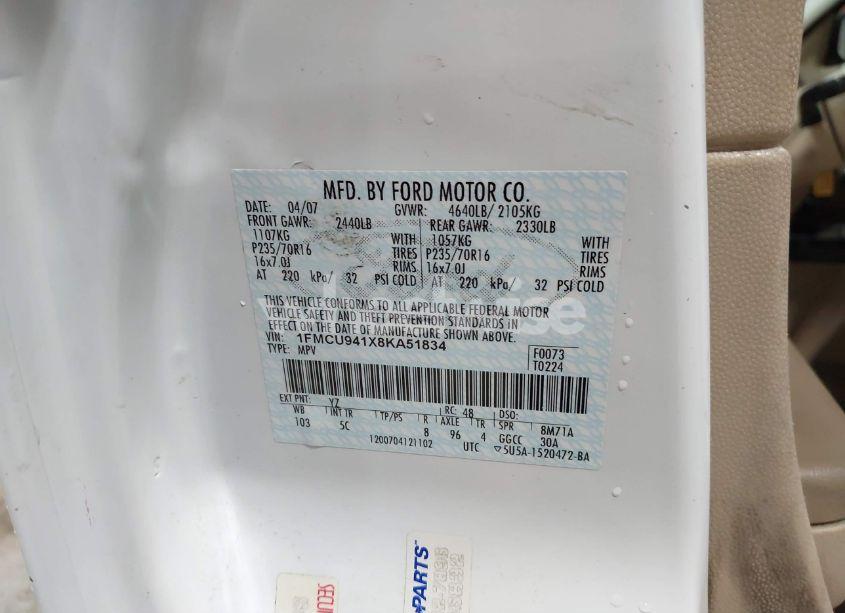 MFD. BY FORD MOTOR CO.
DATE: 04/07 GVWR: 4640LB/ 2105KG
FRONT GAWR: 2440LB REAR GAWR: 2330LB
1107KG WITH 1057KG WITH
P235/70R16 TIRES P235/70R16 TIRES
16x7.0J RIMS 16x7.0J RIMS
AT 220 kPa/ 32 PSI COLD AT 220 kPa/ 32 PSI COLD
THIS VEHICLE CONFORMS TO ALL APPLICABLE FEDERAL MOTOR
VEHICLE SAFETY AND THEFT PREVENTION STANDARDS IN
EFFECT ON THE DATE OF MANUFACTURE SHOWN ABOVE.
VIN: 1FMCU941X8KA51834
TYPE: MPV
F0073
T0224
EXT PNT: YZ RC: 48 DSO:
WB INT TR TP/PS R AXLE TR SPR 8M71A
103 5C 8 96 4 GGCC 30A
1200704121102 UTC 5U5A-1520472-BA
PARTS